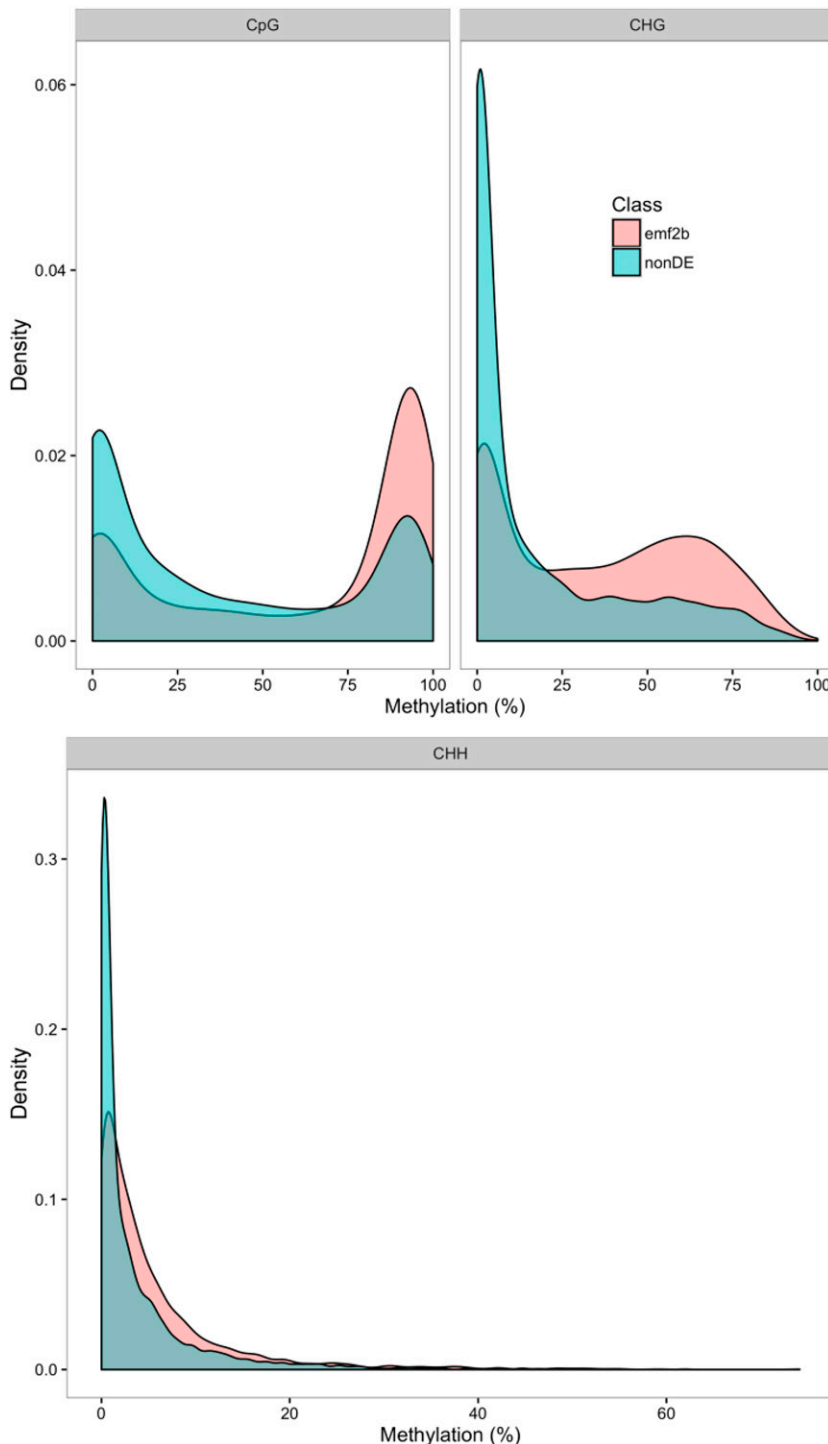 CpG
CHG
Density
0.06
0.04
0.02
0.00
Class
emf2b
nonDE
0 25 50 75 100
0 25 50 75 100
Methylation (%)
CHH
Density
0.3
0.2
0.1
0.0
0 20 40 60
Methylation (%)